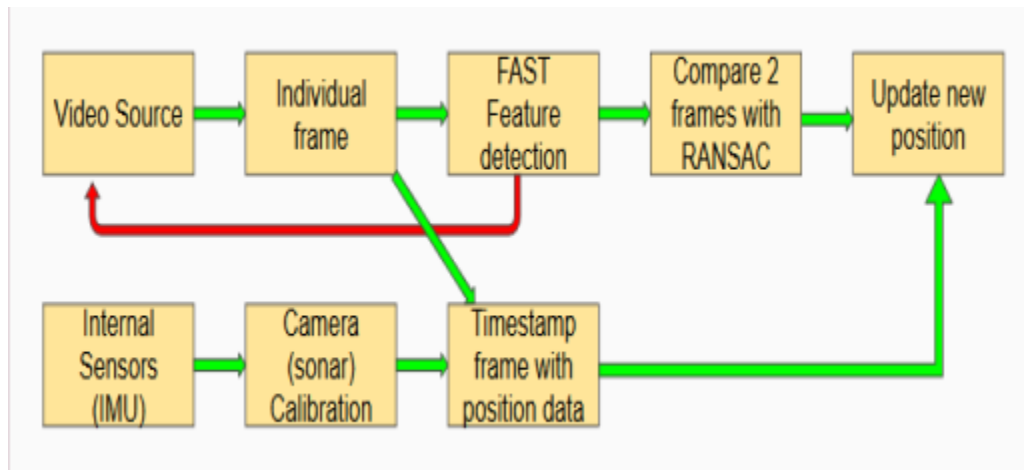 Video Source
Individual
frame
FAST
Feature
detection
Compare 2
frames with
RANSAC
Update new
position
Internal
Sensors
(IMU)
Camera
(sonar)
Calibration
Timestamp
frame with
position data